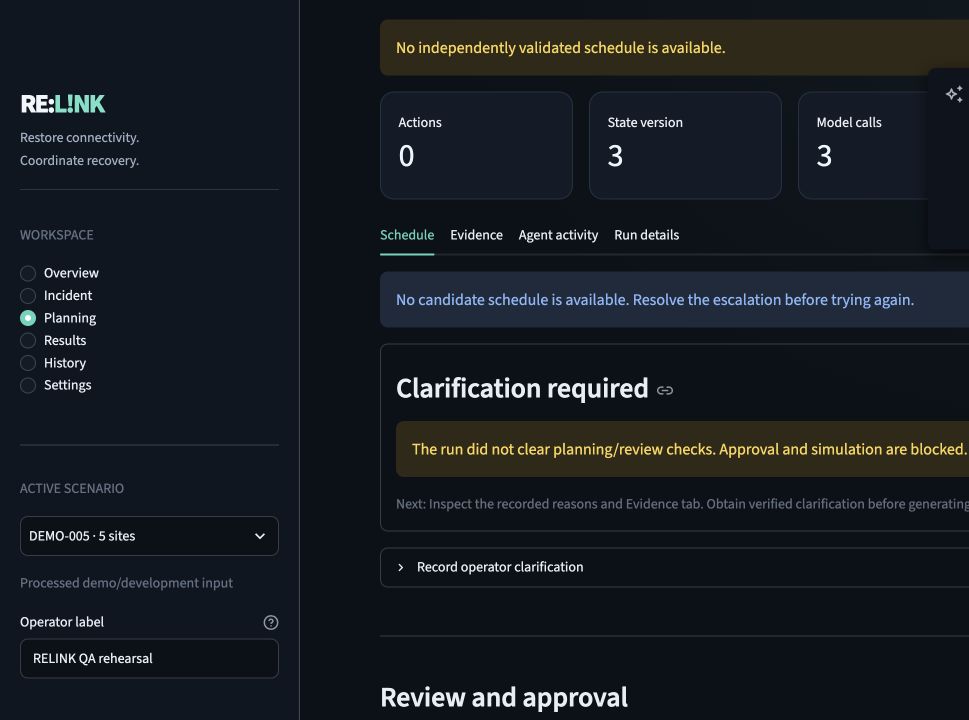 RE:L!NK
Restore connectivity.
Coordinate recovery.
WORKSPACE
Overview
Incident
Planning
Results
History
Settings
ACTIVE SCENARIO
DEMO-005 · 5 sites
Processed demo/development input
Operator label
RELINK QA rehearsal
No independently validated schedule is available.
Actions
0
State version
3
Model calls
3
Schedule Evidence Agent activity Run details
No candidate schedule is available. Resolve the escalation before trying again.
Clarification required
The run did not clear planning/review checks. Approval and simulation are blocked.
Next: Inspect the recorded reasons and Evidence tab. Obtain verified clarification before generating
Record operator clarification
Review and approval